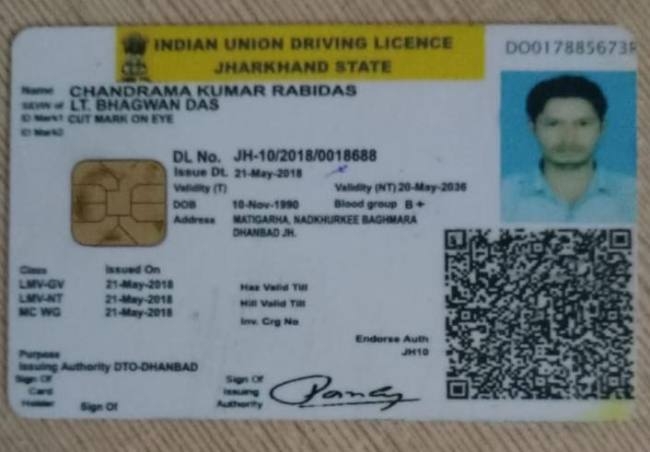 INDIAN UNION DRIVING LICENCE
JHARKHAND STATE
DO017885673
Name CHANDRAMA KUMAR RABIDAS
S/D/W of LT. BHAGWAN DAS
ID Mark1 CUT MARK ON EYE
ID Mark2
DL No. JH-10/2018/0018688
Issue Dt. 21-May-2018
Validity (T) Validity (NT) 20-May-2036
DOB 10-Nov-1990 Blood group B+
Address MATIGARHA, NADKHURKEE BAGHMARA
DHANBAD JH.
Class Issued On
LMV-GV 21-May-2018 Haz Valid Till
LMV-NT 21-May-2018 Hill Valid Till
MC WG 21-May-2018
Inv. Crg No
Endorse Auth
JH10
Purpose
Issuing Authority DTO-DHANBAD
Sign Of
Card
Holder
Sign Of
Sign Of
Issuing
Authority